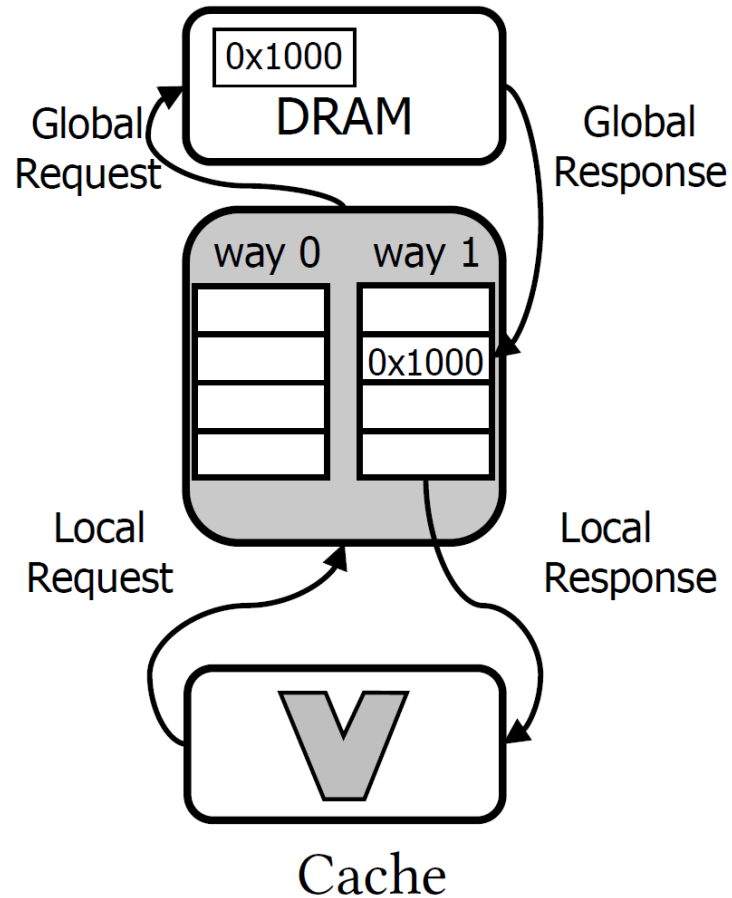 0x1000
DRAM
Global
Request
Global
Response
way 0
way 1
0x1000
Local
Request
Local
Response
V
Cache